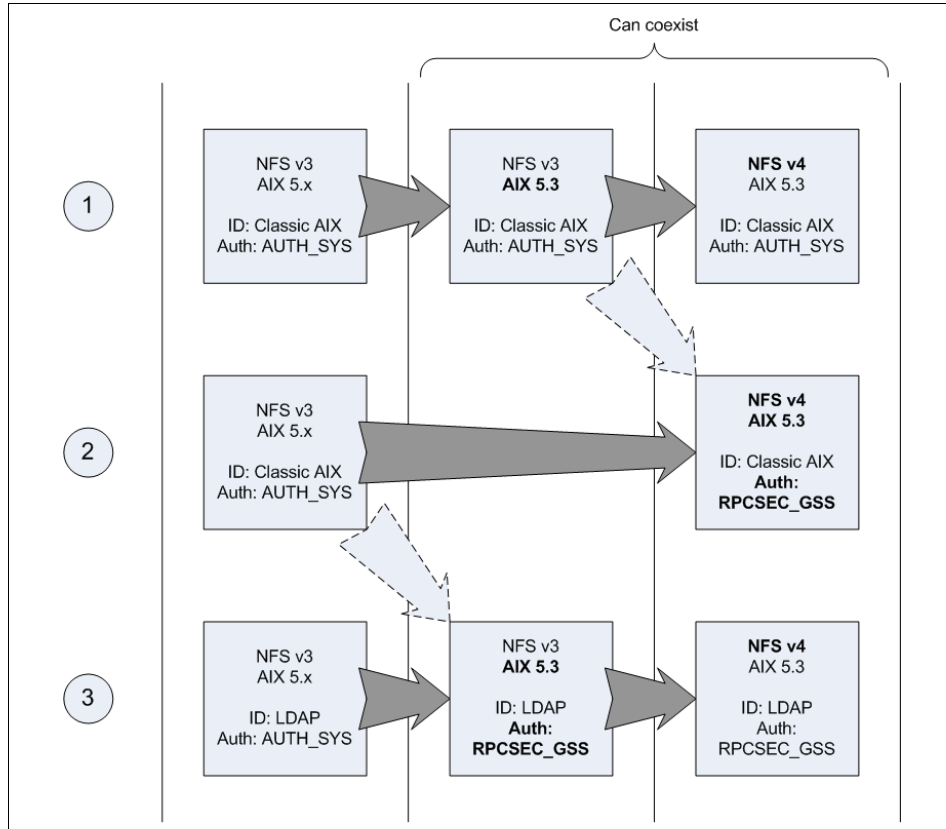 Can coexist
1
NFS v3
AIX 5.x
ID: Classic AIX
Auth: AUTH_SYS
NFS v3
AIX 5.3
ID: Classic AIX
Auth: AUTH_SYS
NFS v4
AIX 5.3
ID: Classic AIX
Auth: AUTH_SYS
2
NFS v3
AIX 5.x
ID: Classic AIX
Auth: AUTH_SYS
NFS v4
AIX 5.3
ID: Classic AIX
Auth:
RPCSEC_GSS
3
NFS v3
AIX 5.x
ID: LDAP
Auth: AUTH_SYS
NFS v3
AIX 5.3
ID: LDAP
Auth:
RPCSEC_GSS
NFS v4
AIX 5.3
ID: LDAP
Auth:
RPCSEC_GSS